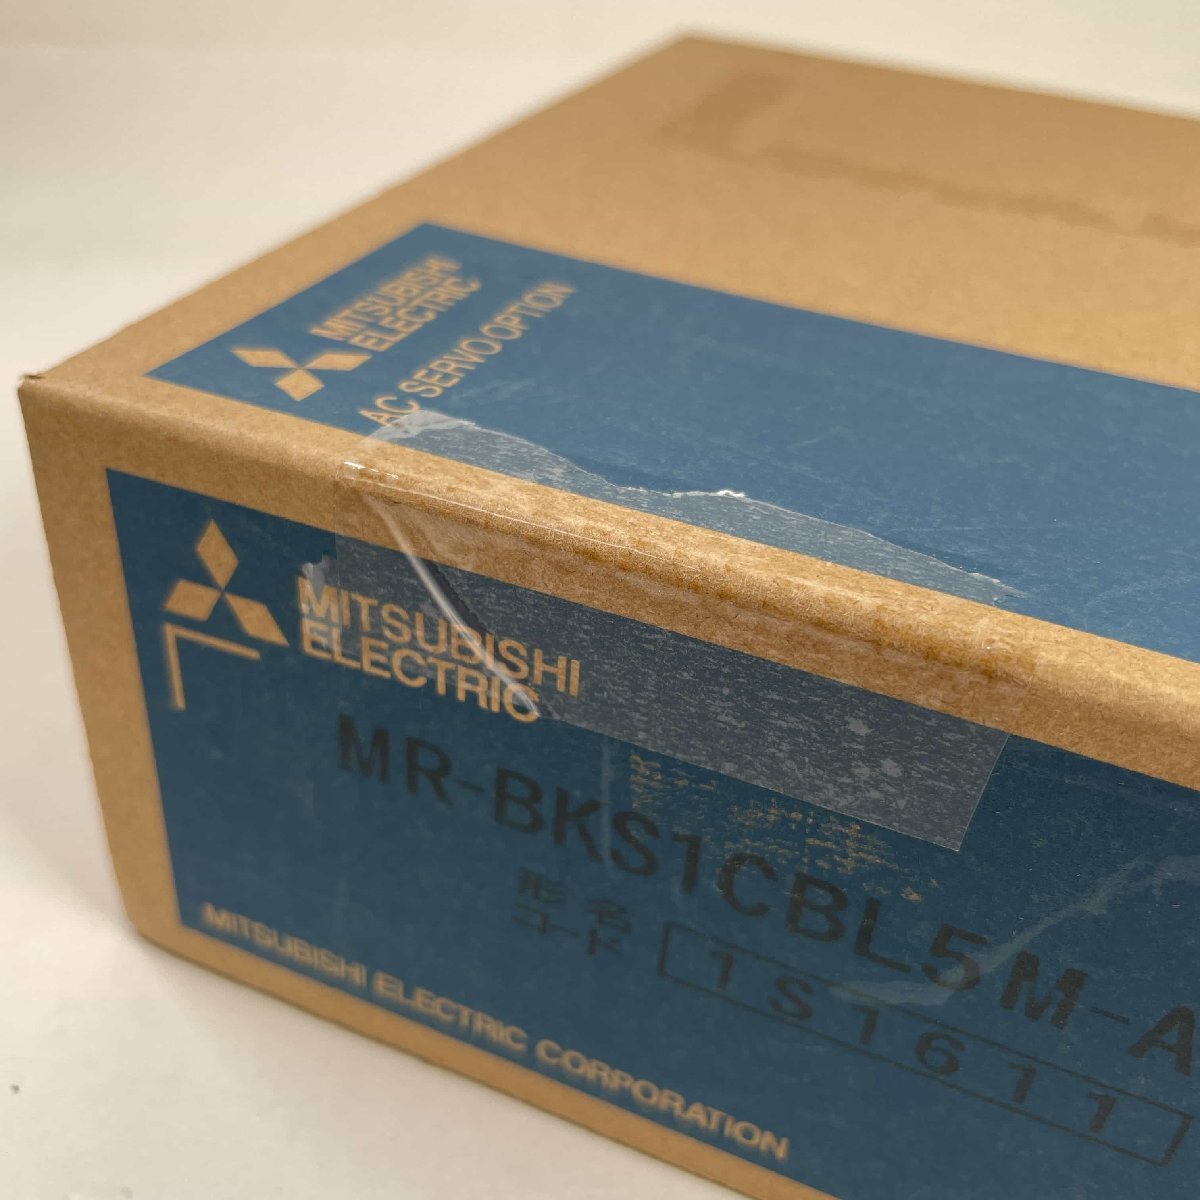 MITSUBISHI
ELECTRIC
AC SERVO OPTION
MITSUBISHI
ELECTRIC
MR-BKS1CBL5M-A
形名
コード
1S1611
MITSUBISHI ELECTRIC CORPORATION